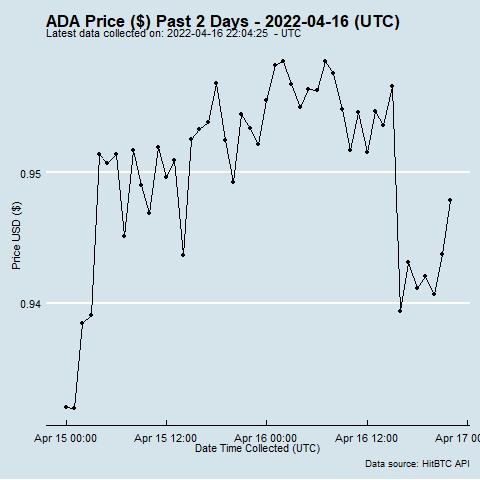 ADA Price ($) Past 2 Days - 2022-04-16 (UTC)
Latest data collected on: 2022-04-16 22:04:25 - UTC
Price USD ($)
0.95
0.94
Apr 15 00:00 Apr 15 12:00 Apr 16 00:00 Apr 16 12:00 Apr 17 00
Date Time Collected (UTC)
Data source: HitBTC API